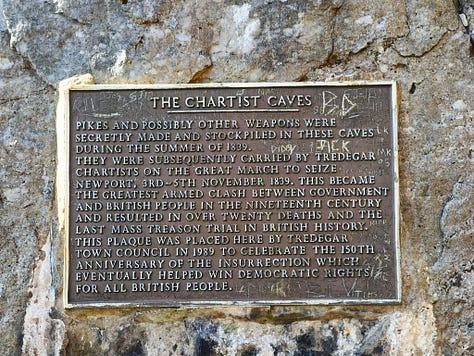 THE CHARTIST CAVES
PIKES AND POSSIBLY OTHER WEAPONS WERE
SECRETLY MADE AND STOCKPILED IN THESE CAVES
DURING THE SUMMER OF 1839.
THEY WERE SUBSEQUENTLY CARRIED BY TREDEGAR
CHARTISTS ON THE GREAT MARCH TO SEIZE
NEWPORT, 3RD–5TH NOVEMBER 1839. THIS BECAME
THE GREATEST ARMED CLASH BETWEEN GOVERNMENT
AND BRITISH PEOPLE IN THE NINETEENTH CENTURY
AND RESULTED IN OVER TWENTY DEATHS AND THE
LAST MASS TREASON TRIAL IN BRITISH HISTORY.
THIS PLAQUE WAS PLACED HERE BY TREDEGAR
TOWN COUNCIL IN 1989 TO CELEBRATE THE 150TH
ANNIVERSARY OF THE INSURRECTION WHICH
EVENTUALLY HELPED WIN DEMOCRATIC RIGHTS
FOR ALL BRITISH PEOPLE.
BD
JACK